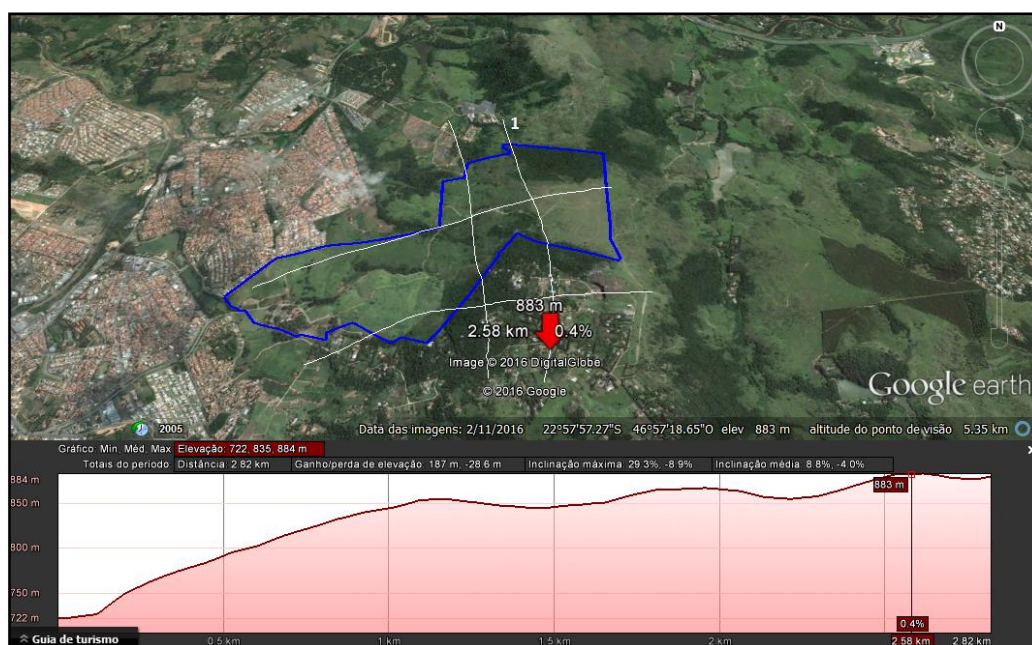 N
1
883 m
2.58 km 0.4%
Image © 2016 DigitalGlobe
© 2016 Google
Google earth
2005 Data das imagens: 2/11/2016 22°57'57.27"S 46°57'18.65"O elev 883 m altitude do ponto de visão 5.35 km
Gráfico: Mín, Méd, Máx Elevação: 722, 835, 884 m
Totais do período: Distância: 2.82 km Ganho/perda de elevação: 187 m, -28.6 m Inclinação máxima: 29.3%, -8.9% Inclinação média: 8.8%, -4.0%
884 m
883 m
850 m
800 m
750 m
722 m
0.4%
Guia de turismo 0.5 km 1 km 1.5 km 2 km 2.58 km 2.82 km